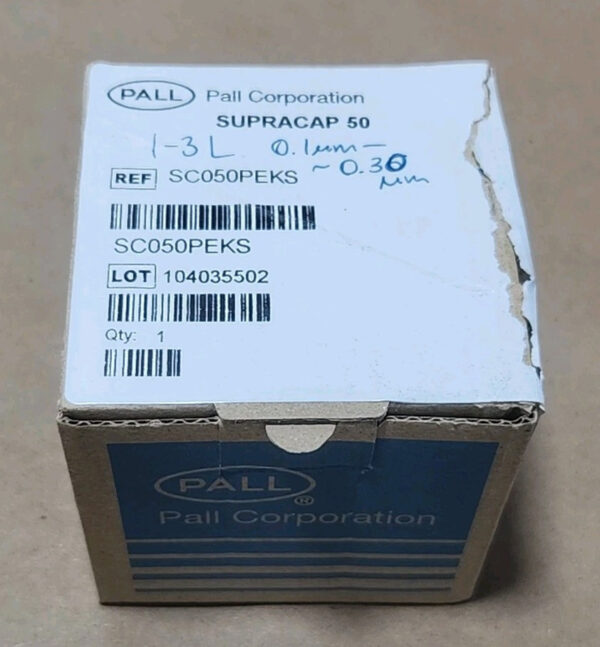 PALL Pall Corporation
SUPRACAP 50
1-3L 0.1μm-
~0.30
μm
REF SC050PEKS
SC050PEKS
LOT 104035502
Qty: 1
PALL ®
Pall Corporation